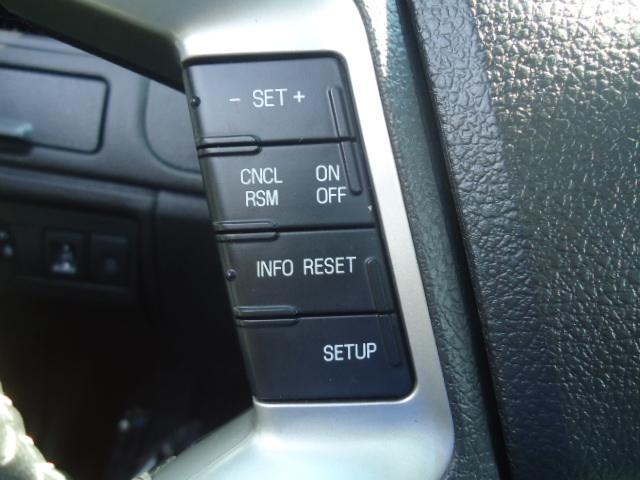 - SET +
CNCL ON
RSM OFF
INFO RESET
SETUP